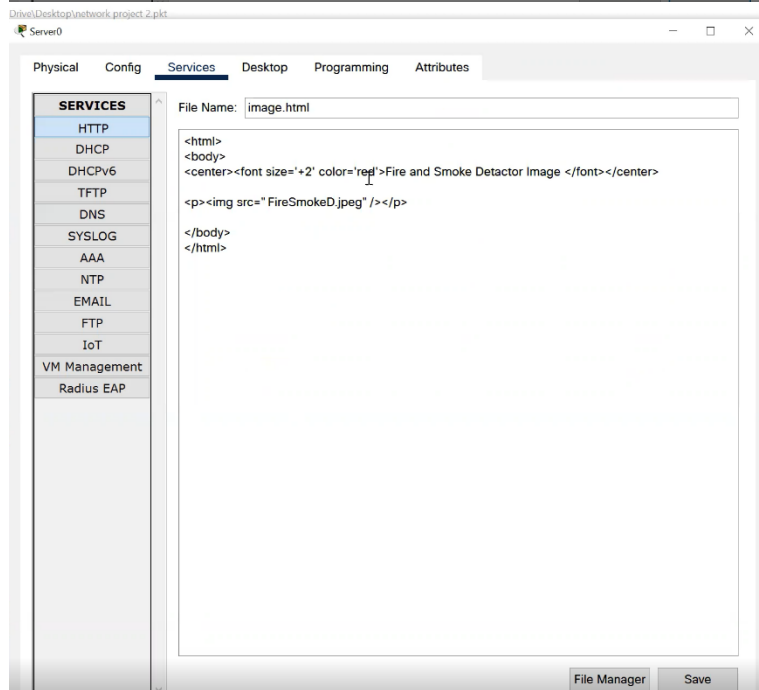 Drive\Desktop\network project 2.pkt
Server0
Physical Config Services Desktop Programming Attributes
SERVICES
HTTP
DHCP
DHCPv6
TFTP
DNS
SYSLOG
AAA
NTP
EMAIL
FTP
IoT
VM Management
Radius EAP
File Name: image.html
<html>
<body>
<center><font size='+2' color='red'>Fire and Smoke Detactor Image </font></center>
<p><img src=" FireSmokeD.jpeg" /></p>
</body>
</html>
File Manager Save